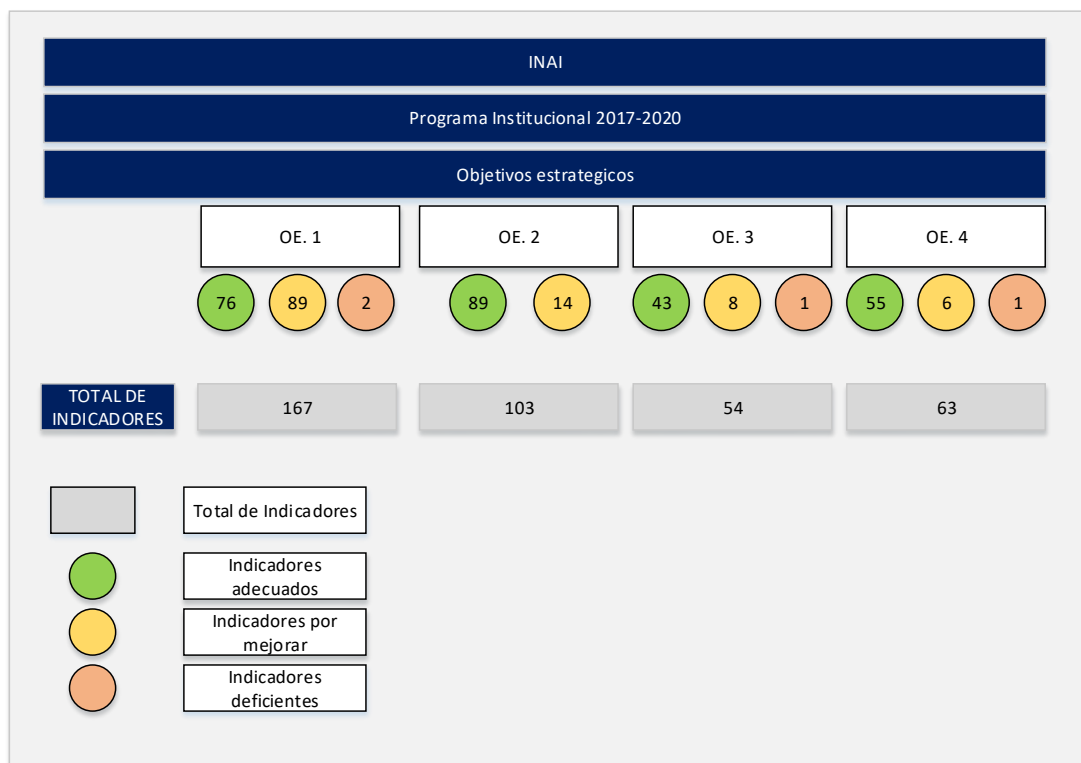 INAI
Programa Institucional 2017-2020
Objetivos estrategicos
OE. 1
OE. 2
OE. 3
OE. 4
76
89
2
89
14
43
8
1
55
6
1
TOTAL DE
INDICADORES
167
103
54
63
Total de Indicadores
Indicadores
adecuados
Indicadores por
mejorar
Indicadores
deficientes